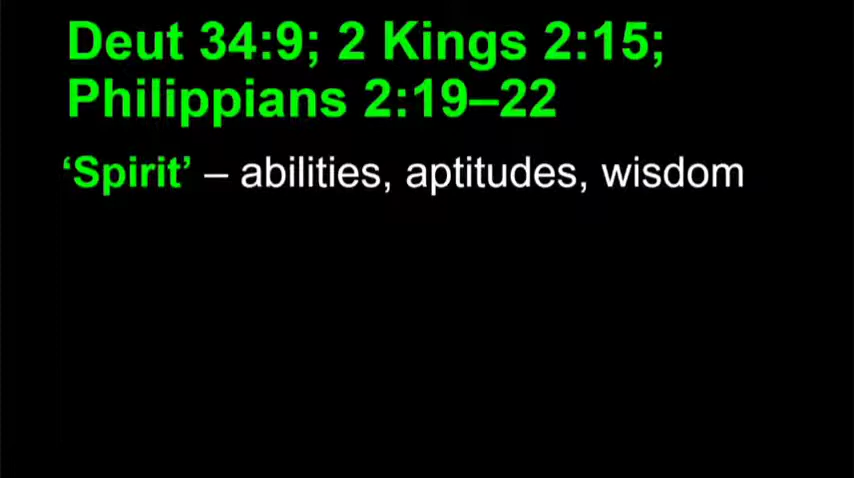 Deut 34:9; 2 Kings 2:15;
Philippians 2:19–22
‘Spirit’ – abilities, aptitudes, wisdom